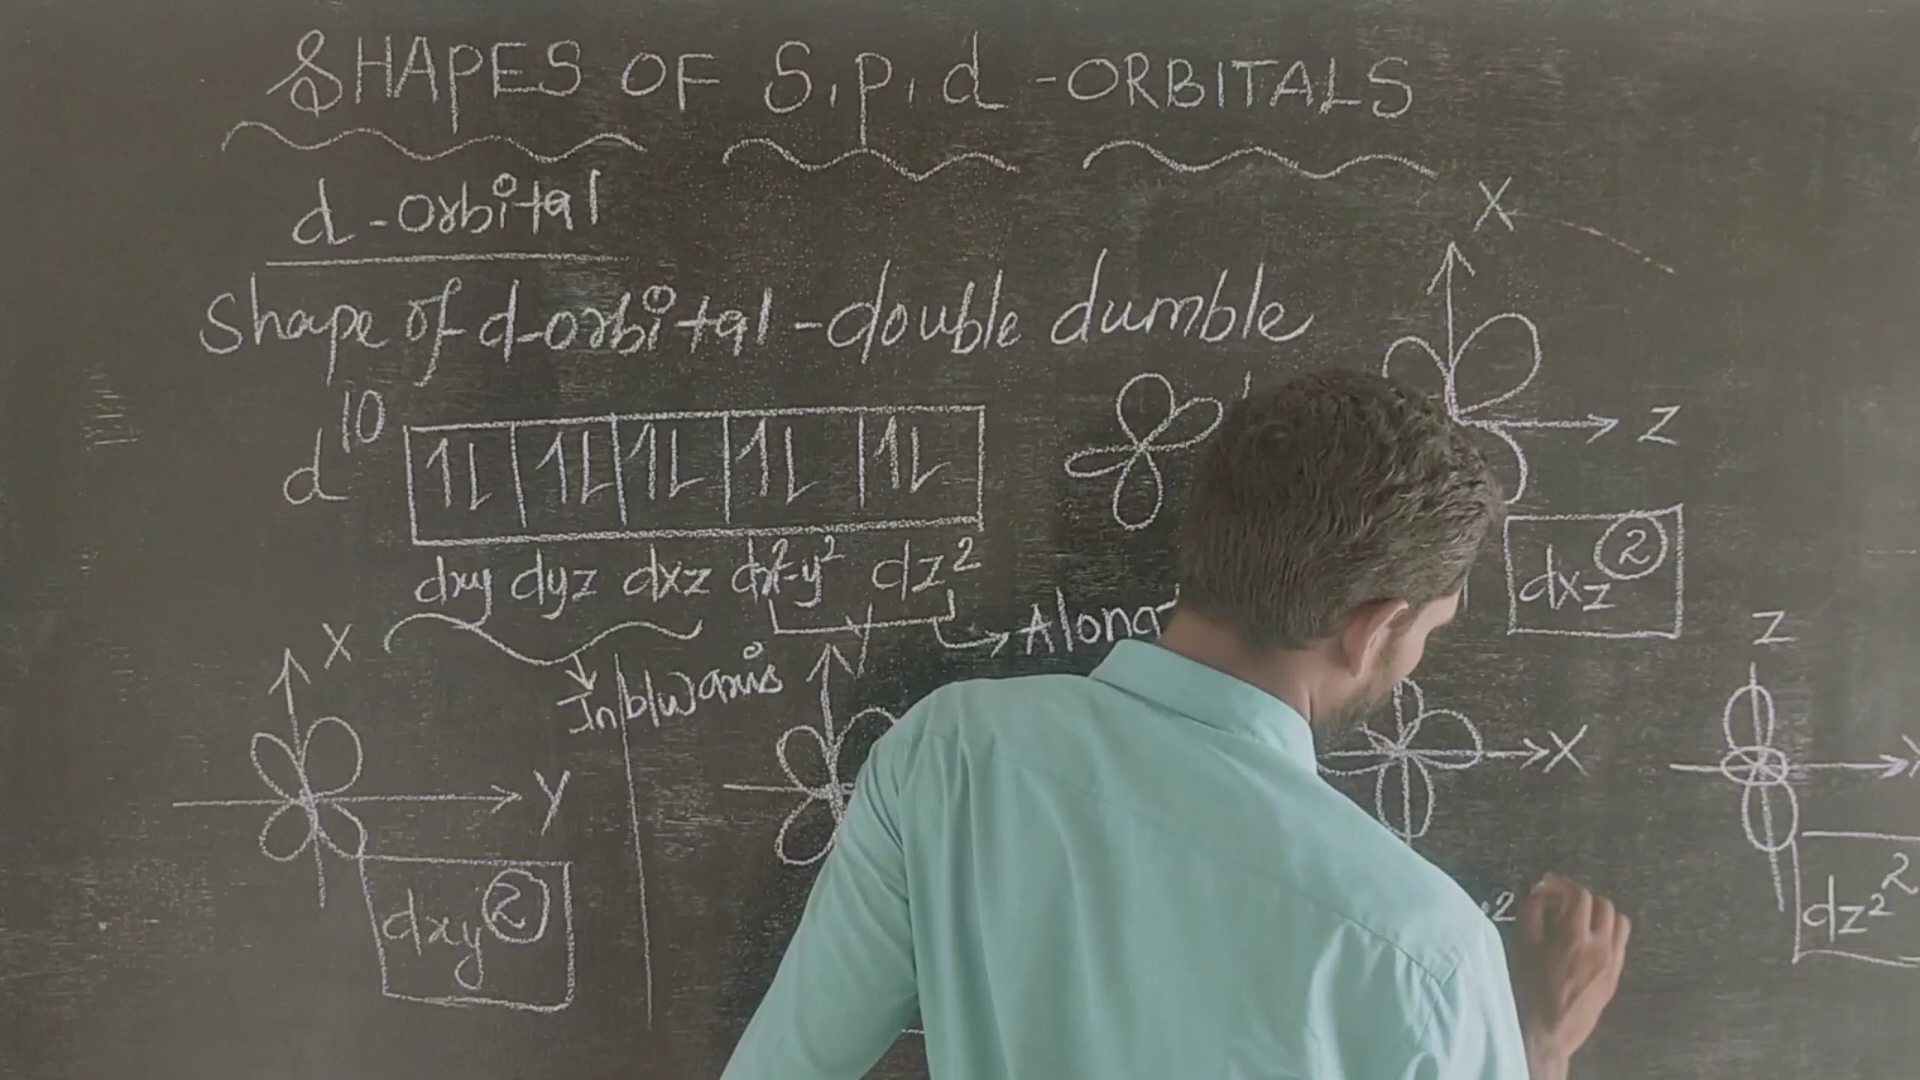 SHAPES OF S, p, d - ORBITALS
d - orbital
Shape of d-orbital - double dumble
d10
1L 1L 1L 1L 1L
dxy dyz dxz dx2-y2 dz2
In b/w axis
X
Z
dxz 2
X
Y
dxy 2
X
Z
dz2 2